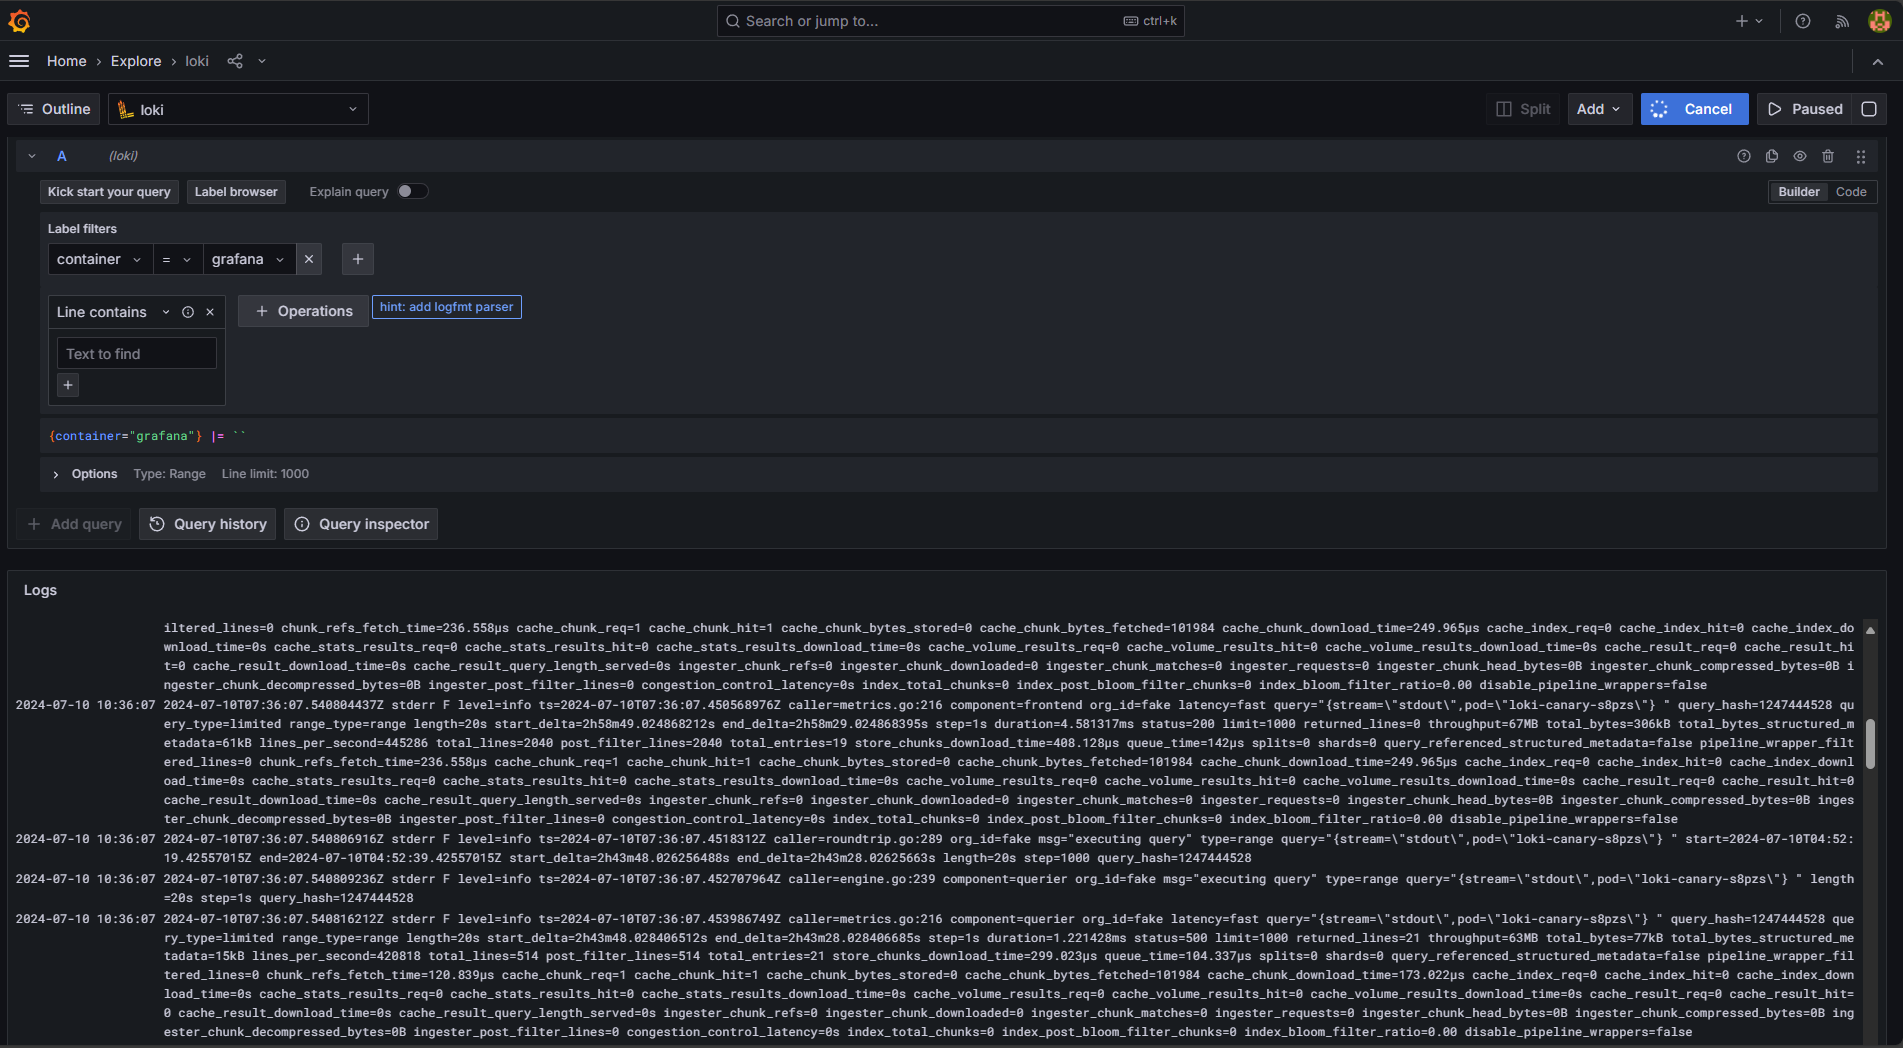 Search or jump to...
ctrl+k
Home › Explore › loki
Outline
loki
Split
Add
Cancel
Paused
A (loki)
Kick start your query
Label browser
Explain query
Builder
Code
Label filters
container
=
grafana
Line contains
Operations
hint: add logfmt parser
Text to find
{container="grafana"} |= ``
Options Type: Range Line limit: 1000
+ Add query
Query history
Query inspector
Logs
iltered_lines=0 chunk_refs_fetch_time=236.558µs cache_chunk_req=1 cache_chunk_hit=1 cache_chunk_bytes_stored=0 cache_chunk_bytes_fetched=101984 cache_chunk_download_time=249.965µs cache_index_req=0 cache_index_hit=0 cache_index_do
wnload_time=0s cache_stats_results_req=0 cache_stats_results_hit=0 cache_stats_results_download_time=0s cache_volume_results_req=0 cache_volume_results_hit=0 cache_volume_results_download_time=0s cache_result_req=0 cache_result_hi
t=0 cache_result_download_time=0s cache_result_query_length_served=0s ingester_chunk_refs=0 ingester_chunk_downloaded=0 ingester_chunk_matches=0 ingester_requests=0 ingester_chunk_head_bytes=0B ingester_chunk_compressed_bytes=0B i
ngester_chunk_decompressed_bytes=0B ingester_post_filter_lines=0 congestion_control_latency=0s index_total_chunks=0 index_post_bloom_filter_chunks=0 index_bloom_filter_ratio=0.00 disable_pipeline_wrappers=false
2024-07-10 10:36:07 2024-07-10T07:36:07.540804437Z stderr F level=info ts=2024-07-10T07:36:07.450568976Z caller=metrics.go:216 component=frontend org_id=fake latency=fast query="{stream=\"stdout\",pod=\"loki-canary-s8pzs\"} " query_hash=1247444528 qu
ery_type=limited range_type=range length=20s start_delta=2h58m49.024868212s end_delta=2h58m29.024868395s step=1s duration=4.581317ms status=200 limit=1000 returned_lines=0 throughput=67MB total_bytes=306kB total_bytes_structured_m
etadata=61kB lines_per_second=445286 total_lines=2040 post_filter_lines=2040 total_entries=19 store_chunks_download_time=408.128µs queue_time=142µs splits=0 shards=0 query_referenced_structured_metadata=false pipeline_wrapper_filt
ered_lines=0 chunk_refs_fetch_time=236.558µs cache_chunk_req=1 cache_chunk_hit=1 cache_chunk_bytes_stored=0 cache_chunk_bytes_fetched=101984 cache_chunk_download_time=249.965µs cache_index_req=0 cache_index_hit=0 cache_index_downl
oad_time=0s cache_stats_results_req=0 cache_stats_results_hit=0 cache_stats_results_download_time=0s cache_volume_results_req=0 cache_volume_results_hit=0 cache_volume_results_download_time=0s cache_result_req=0 cache_result_hit=0
cache_result_download_time=0s cache_result_query_length_served=0s ingester_chunk_refs=0 ingester_chunk_downloaded=0 ingester_chunk_matches=0 ingester_requests=0 ingester_chunk_head_bytes=0B ingester_chunk_compressed_bytes=0B inges
ter_chunk_decompressed_bytes=0B ingester_post_filter_lines=0 congestion_control_latency=0s index_total_chunks=0 index_post_bloom_filter_chunks=0 index_bloom_filter_ratio=0.00 disable_pipeline_wrappers=false
2024-07-10 10:36:07 2024-07-10T07:36:07.540806916Z stderr F level=info ts=2024-07-10T07:36:07.4518312Z caller=roundtrip.go:289 org_id=fake msg="executing query" type=range query="{stream=\"stdout\",pod=\"loki-canary-s8pzs\"} " start=2024-07-10T04:52:
19.42557015Z end=2024-07-10T04:52:39.42557015Z start_delta=2h43m48.026256488s end_delta=2h43m28.02625663s length=20s step=1000 query_hash=1247444528
2024-07-10 10:36:07 2024-07-10T07:36:07.540809236Z stderr F level=info ts=2024-07-10T07:36:07.452707964Z caller=engine.go:239 component=querier org_id=fake msg="executing query" type=range query="{stream=\"stdout\",pod=\"loki-canary-s8pzs\"} " length
=20s step=1s query_hash=1247444528
2024-07-10 10:36:07 2024-07-10T07:36:07.540816212Z stderr F level=info ts=2024-07-10T07:36:07.453986749Z caller=metrics.go:216 component=querier org_id=fake latency=fast query="{stream=\"stdout\",pod=\"loki-canary-s8pzs\"} " query_hash=1247444528 que
ry_type=limited range_type=range length=20s start_delta=2h43m48.028406512s end_delta=2h43m28.028406685s step=1s duration=1.221428ms status=500 limit=1000 returned_lines=21 throughput=63MB total_bytes=77kB total_bytes_structured_me
tadata=15kB lines_per_second=420818 total_lines=514 post_filter_lines=514 total_entries=21 store_chunks_download_time=299.023µs queue_time=104.337µs splits=0 shards=0 query_referenced_structured_metadata=false pipeline_wrapper_fil
tered_lines=0 chunk_refs_fetch_time=120.839µs cache_chunk_req=1 cache_chunk_hit=1 cache_chunk_bytes_stored=0 cache_chunk_bytes_fetched=101984 cache_chunk_download_time=173.022µs cache_index_req=0 cache_index_hit=0 cache_index_down
load_time=0s cache_stats_results_req=0 cache_stats_results_hit=0 cache_stats_results_download_time=0s cache_volume_results_req=0 cache_volume_results_hit=0 cache_volume_results_download_time=0s cache_result_req=0 cache_result_hit=
0 cache_result_download_time=0s cache_result_query_length_served=0s ingester_chunk_refs=0 ingester_chunk_downloaded=0 ingester_chunk_matches=0 ingester_requests=0 ingester_chunk_head_bytes=0B ingester_chunk_compressed_bytes=0B ing
ester_chunk_decompressed_bytes=0B ingester_post_filter_lines=0 congestion_control_latency=0s index_total_chunks=0 index_post_bloom_filter_chunks=0 index_bloom_filter_ratio=0.00 disable_pipeline_wrappers=false